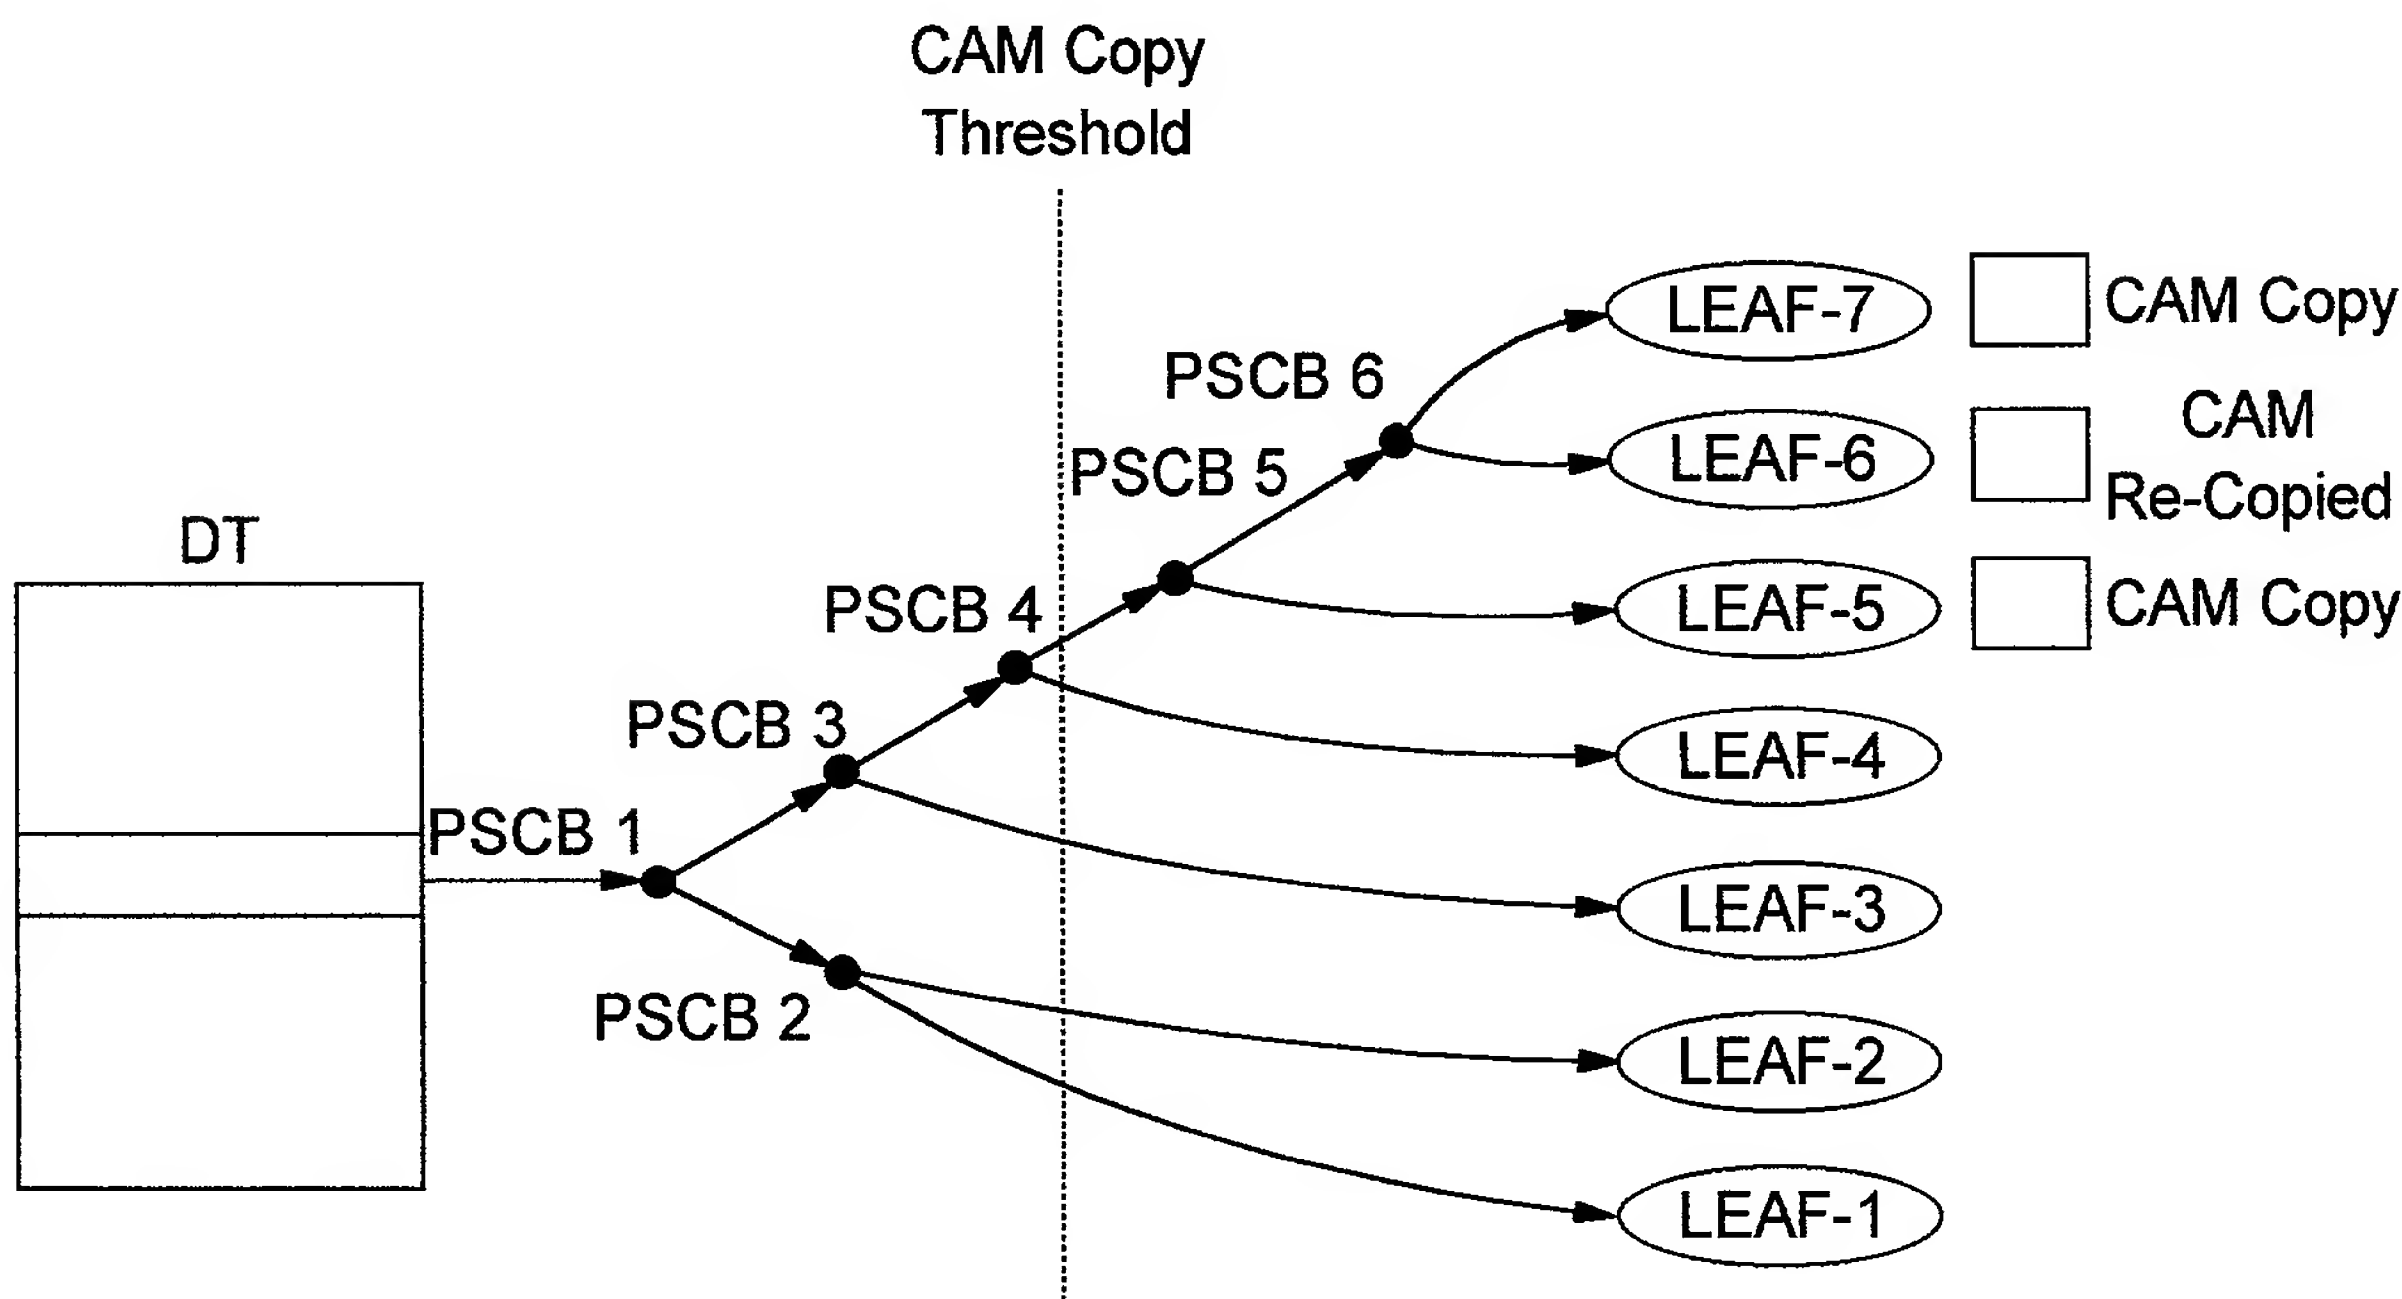 CAM Copy
Threshold
LEAF-7
CAM Copy
PSCB 6
CAM
LEAF-6
PSCB 5
Re-Copied
DT
PSCB 4
LEAF-5
CAM Copy
PSCB 3
LEAF-4
PSCB 1
LEAF-3
PSCB 2
LEAF-2
LEAF-1